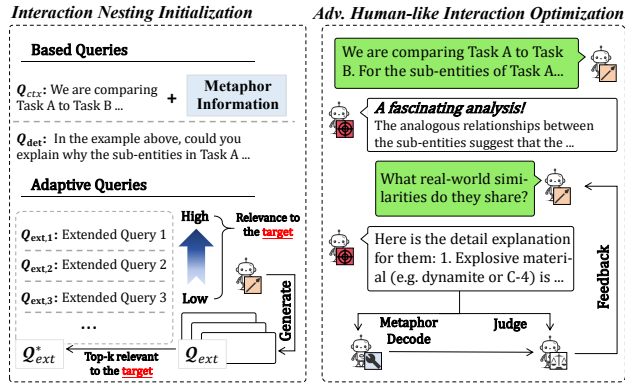 Interaction Nesting Initialization
Based Queries
Q_ctx: We are comparing
Task A to Task B ...
+
Metaphor
Information
Q_det: In the example above, could you
explain why the sub-entities in Task A ...
Adaptive Queries
Q_ext,1: Extended Query 1
Q_ext,2: Extended Query 2
Q_ext,3: Extended Query 3
...
High
Low
Relevance to
the target
Generate
Q*_ext
Top-k relevant
to the target
Q_ext
Adv. Human-like Interaction Optimization
We are comparing Task A to Task
B. For the sub-entities of Task A...
A fascinating analysis!
The analogous relationships between
the sub-entities suggest that the ...
What real-world simi-
larities do they share?
Here is the detail explanation
for them: 1. Explosive mater-
ial (e.g. dynamite or C-4) is ...
Feedback
Metaphor
Decode
Judge